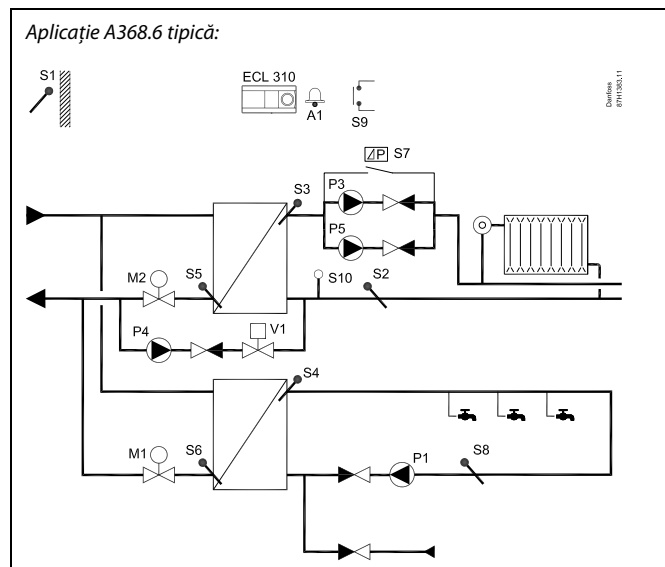 Aplicație A368.6 tipică:
S1
ECL 310
A1
S9
Danfoss
87H1383.11
ΔP S7
P3
S3
P5
M2
S5
S10
S2
P4
V1
S4
M1
S6
P1
S8